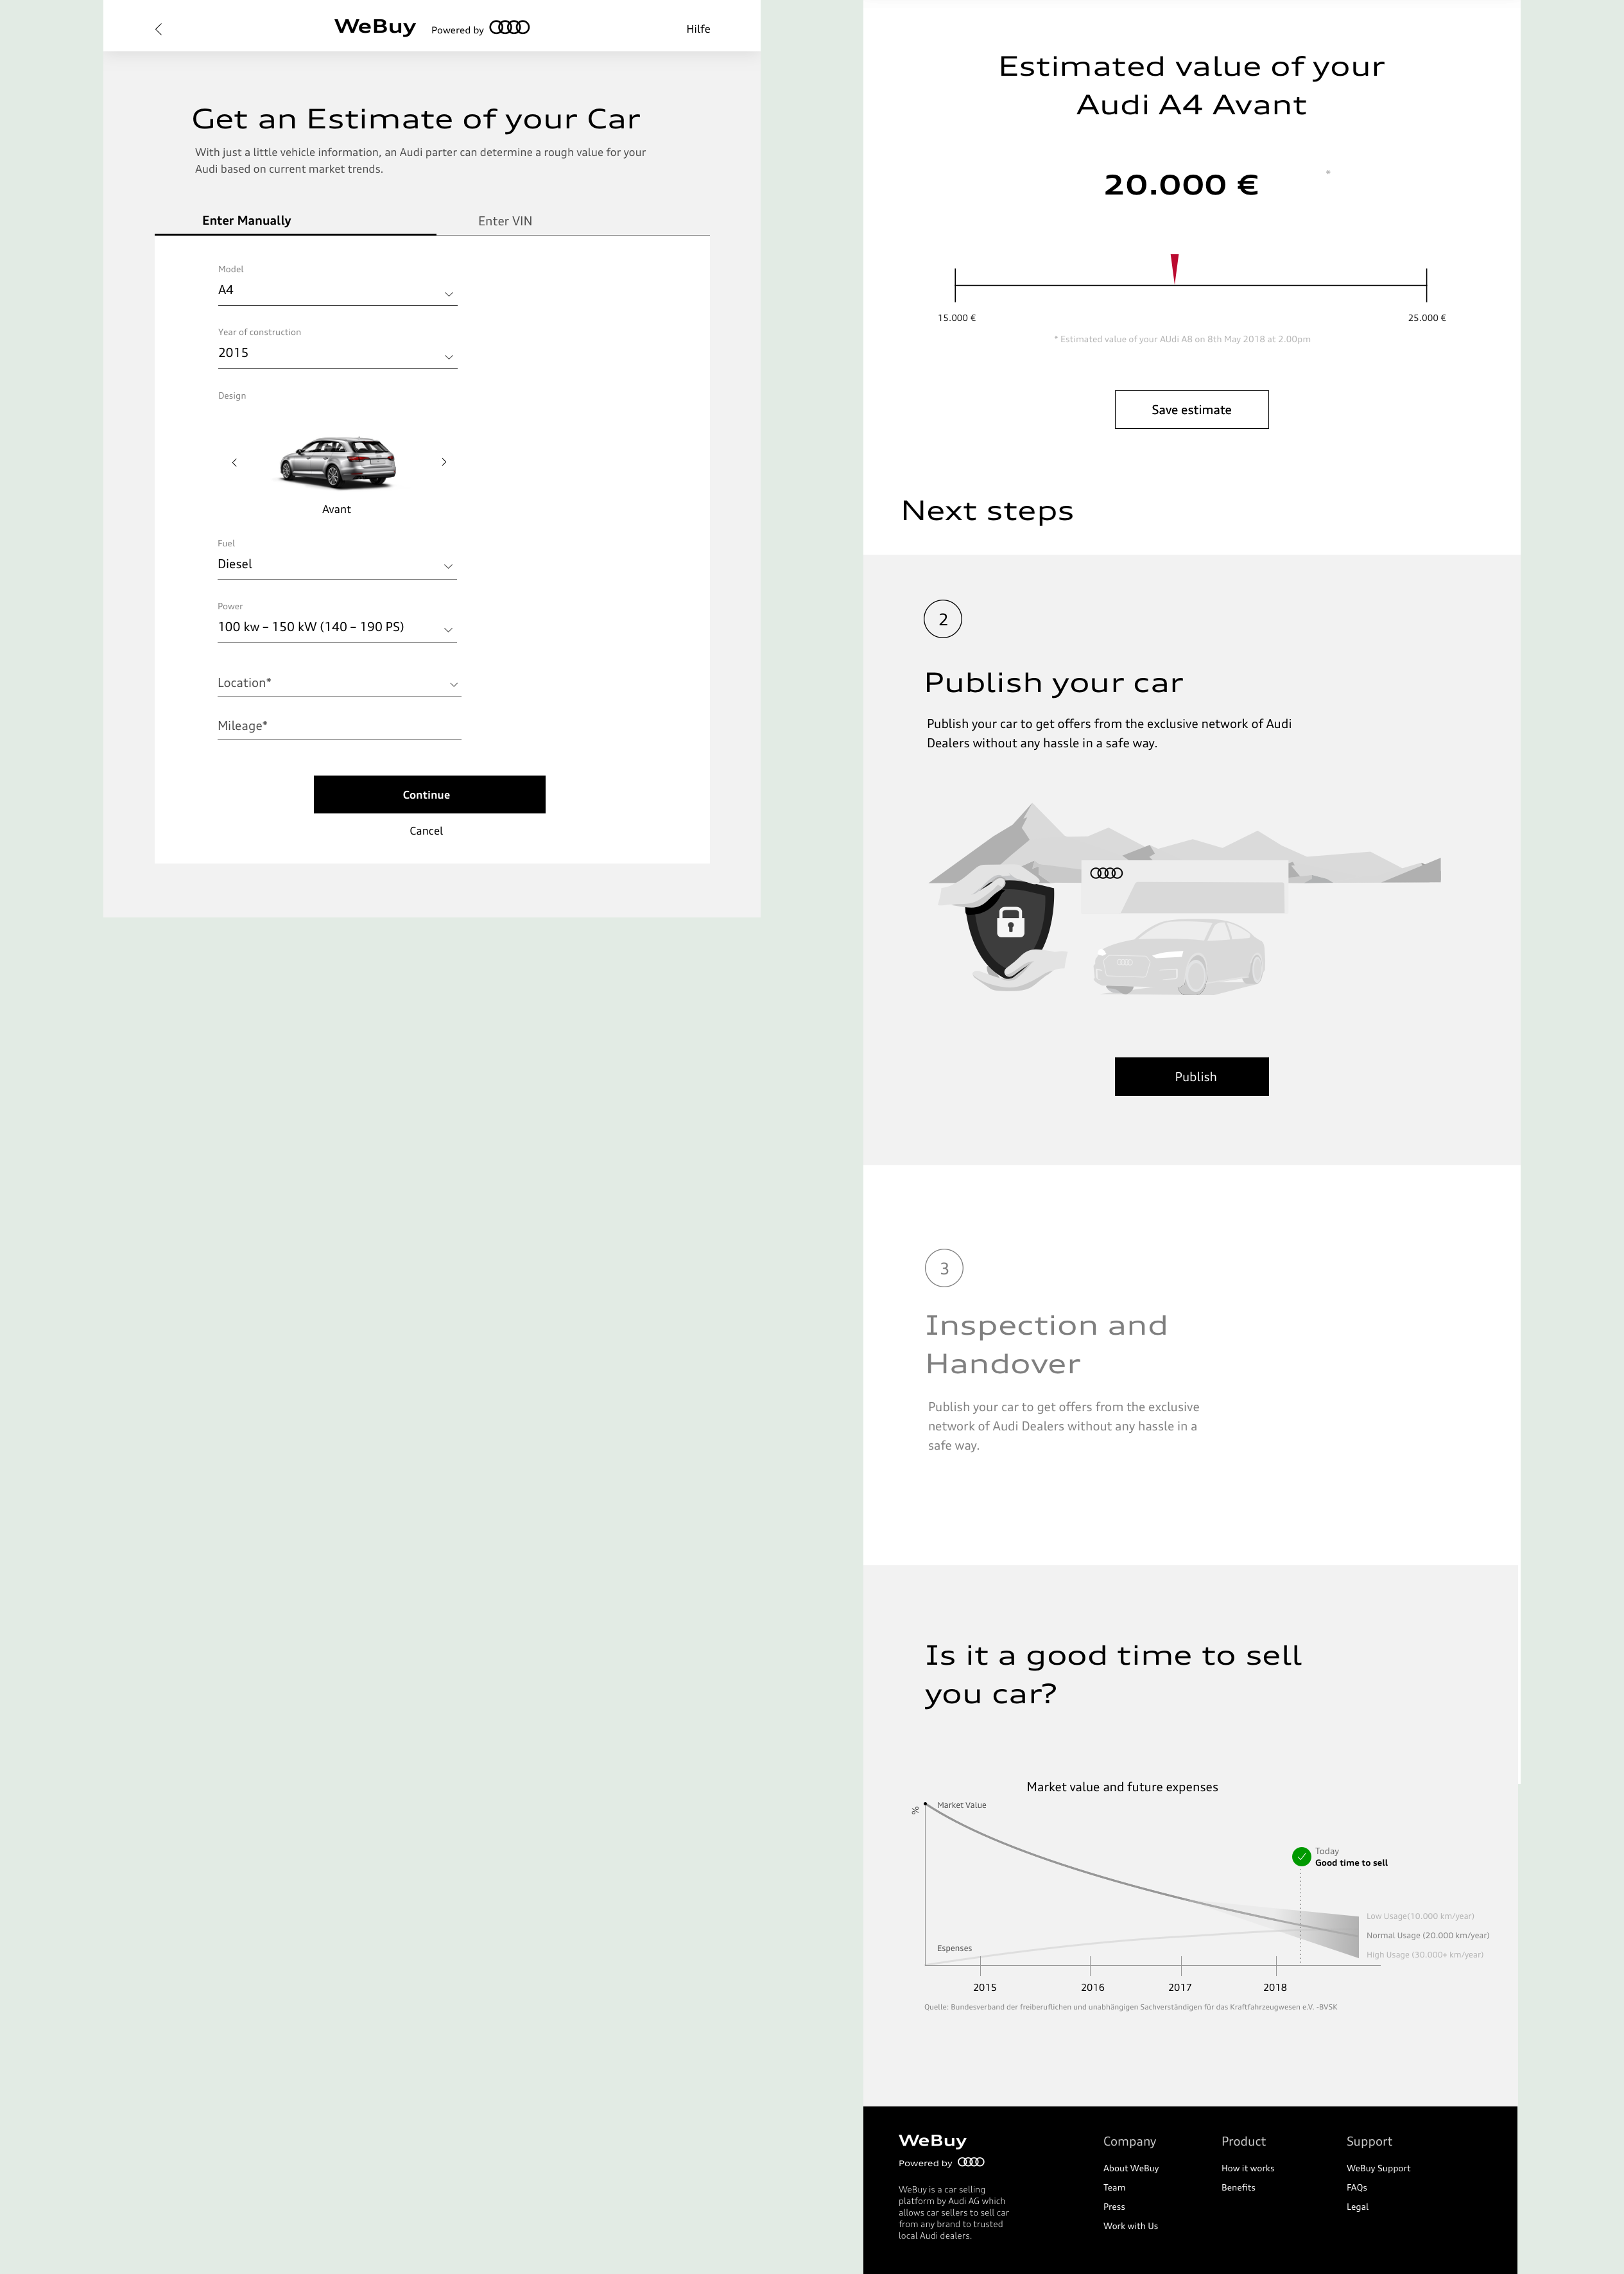 WeBuy Powered by
Hilfe
Get an Estimate of your Car
With just a little vehicle information, an Audi parter can determine a rough value for your
Audi based on current market trends.
Enter Manually
Enter VIN
Model
A4
Year of construction
2015
Design
Avant
Fuel
Diesel
Power
100 kw – 150 kW (140 – 190 PS)
Location*
Mileage*
Continue
Cancel
Estimated value of your
Audi A4 Avant
20.000 €
*
15.000 €
25.000 €
* Estimated value of your AUdi A8 on 8th May 2018 at 2.00pm
Save estimate
Next steps
2
Publish your car
Publish your car to get offers from the exclusive network of Audi
Dealers without any hassle in a safe way.
Publish
3
Inspection and
Handover
Publish your car to get offers from the exclusive
network of Audi Dealers without any hassle in a
safe way.
Is it a good time to sell
you car?
Market value and future expenses
%
Market Value
Today
Good time to sell
Low Usage(10.000 km/year)
Normal Usage (20.000 km/year)
High Usage (30.000+ km/year)
Espenses
2015
2016
2017
2018
Quelle: Bundesverband der freiberuflichen und unabhängigen Sachverständigen für das Kraftfahrzeugwesen e.V. -BVSK
WeBuy
Powered by
WeBuy is a car selling
platform by Audi AG which
allows car sellers to sell car
from any brand to trusted
local Audi dealers.
Company
About WeBuy
Team
Press
Work with Us
Product
How it works
Benefits
Support
WeBuy Support
FAQs
Legal